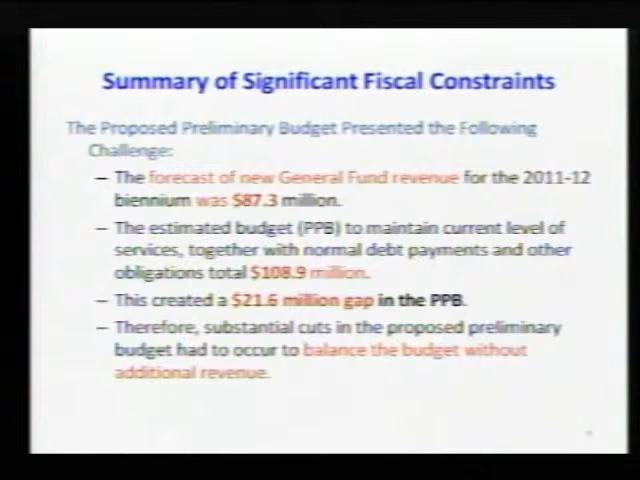 Summary of Significant Fiscal Constraints
The Proposed Preliminary Budget Presented the Following
Challenge:
– The forecast of new General Fund revenue for the 2011-12
biennium was $87.3 million.
– The estimated budget (PPB) to maintain current level of
services, together with normal debt payments and other
obligations total $108.9 million.
– This created a $21.6 million gap in the PPB.
– Therefore, substantial cuts in the proposed preliminary
budget had to occur to balance the budget without
additional revenue.